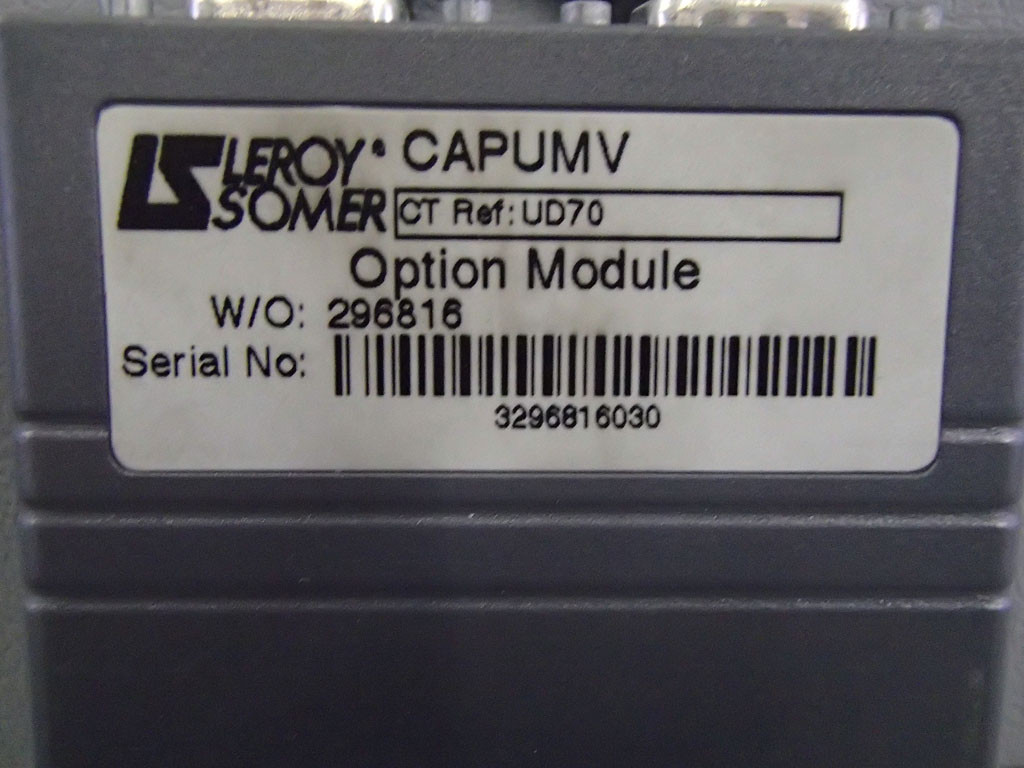 LEROY® CAPUMV
SOMER CT Ref: UD70
Option Module
W/O: 296816
Serial No:
3296816030